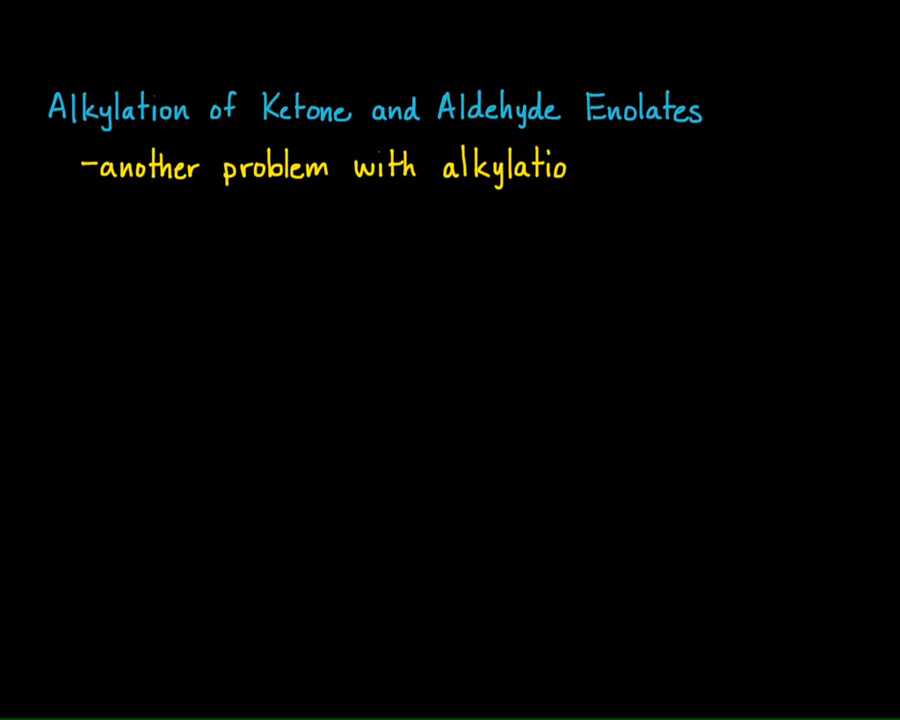 Alkylation of Ketone and Aldehyde Enolates
-another problem with alkylatio